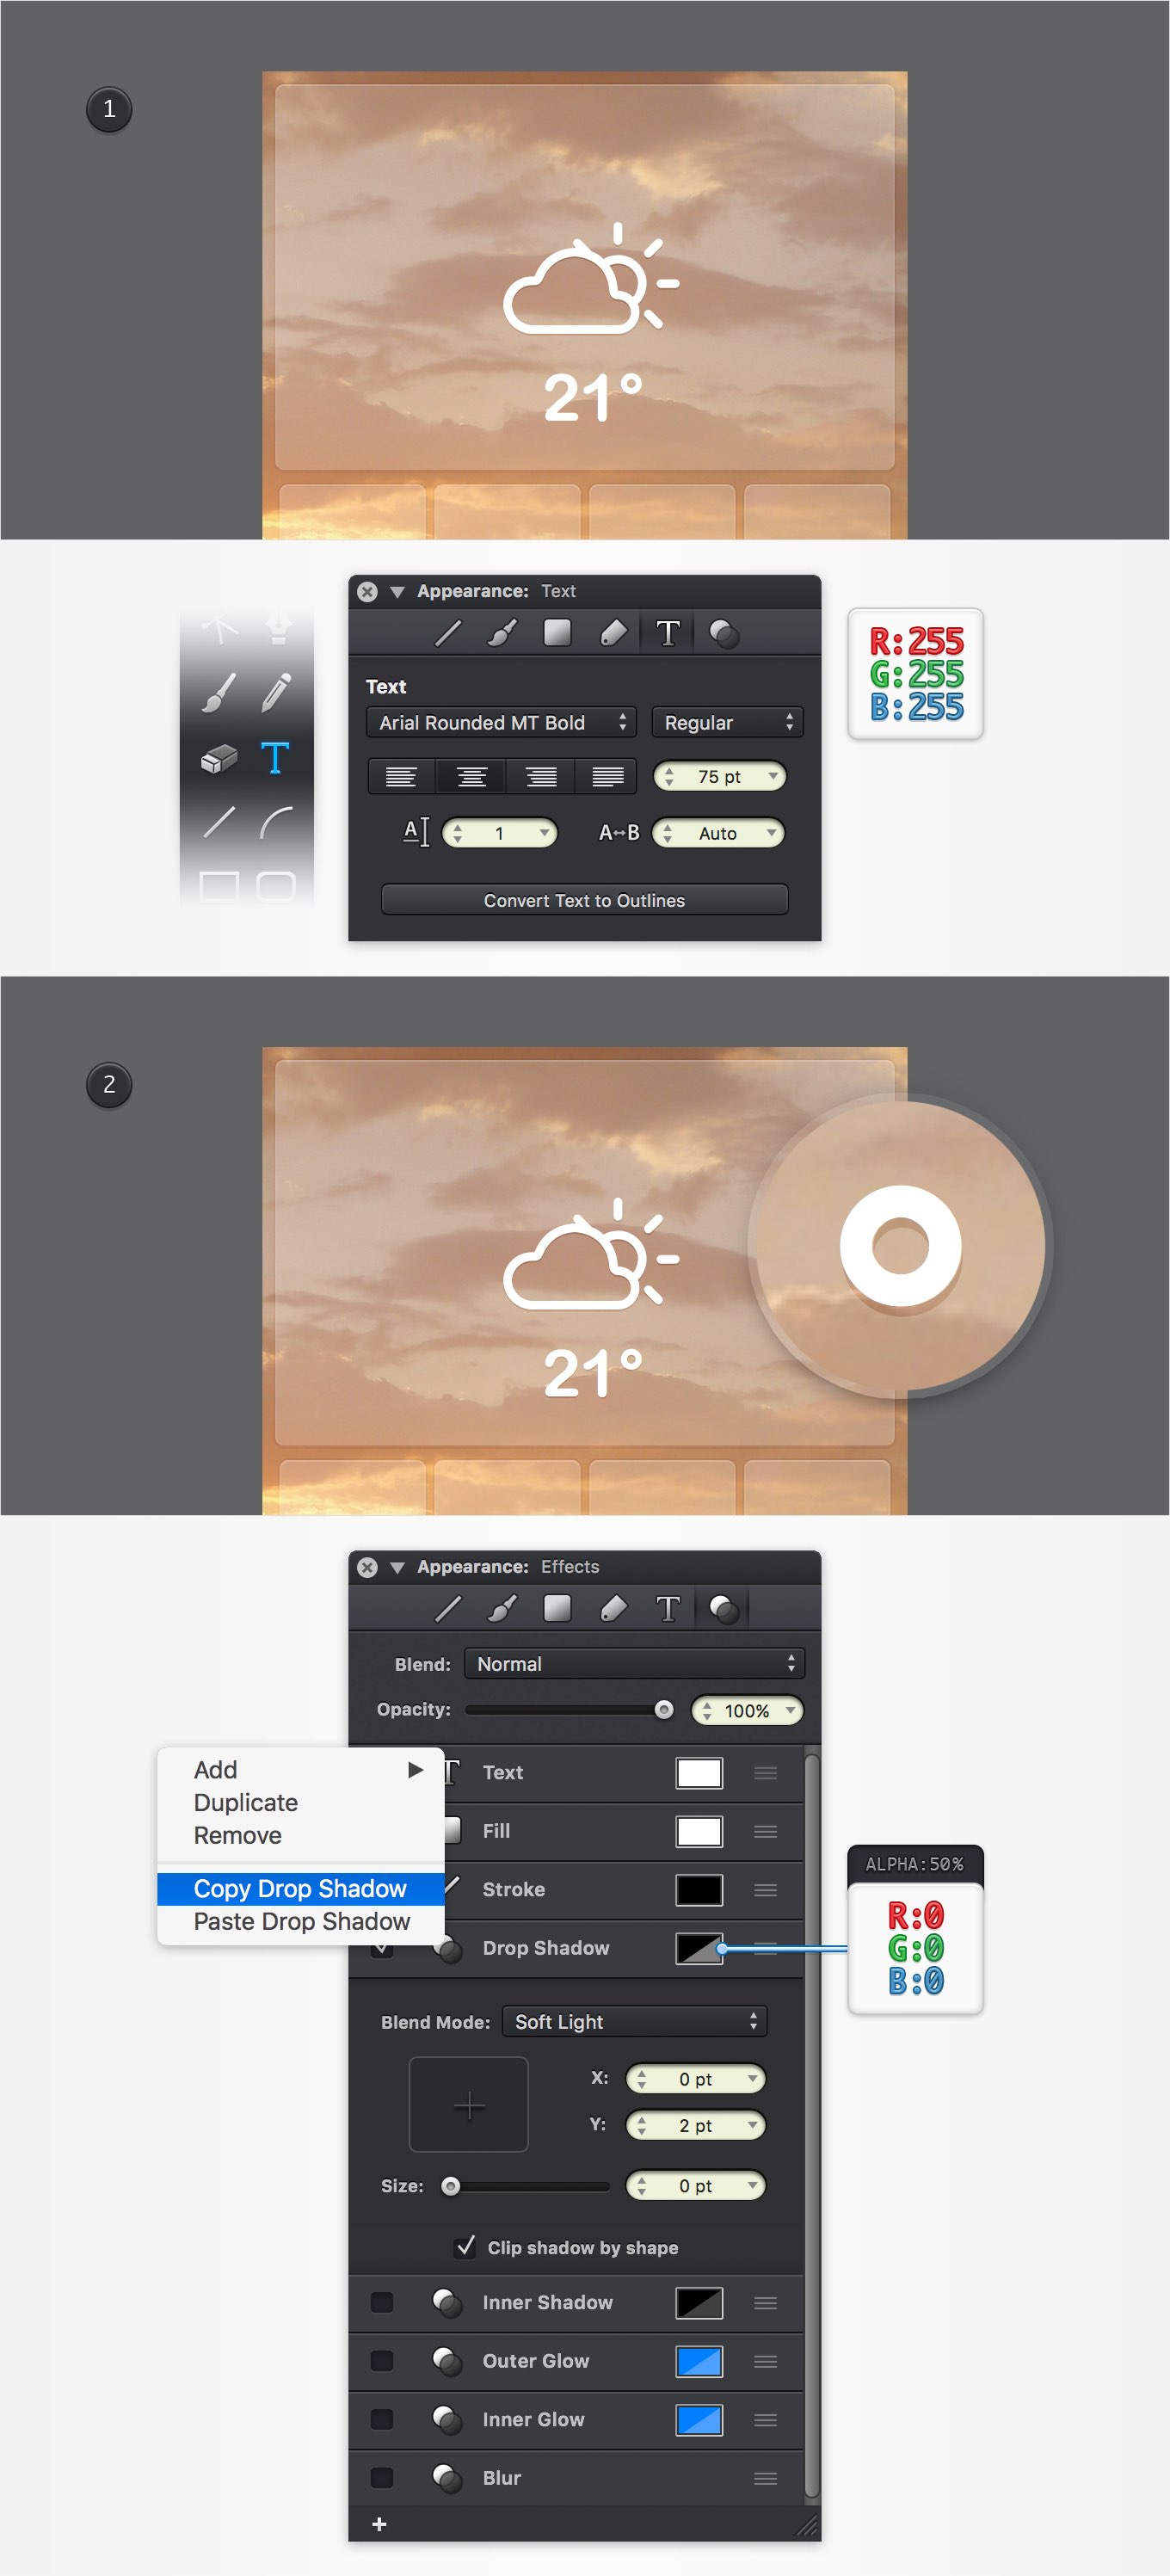 1
21°
Appearance: Text
T
R:255
G:255
B:255
Text
Arial Rounded MT Bold Regular
T
75 pt
A 1 A↔B Auto
Convert Text to Outlines
2
21°
Appearance: Effects
T
Blend: Normal
Opacity: 100%
Add
T Text
Duplicate
Remove
Fill
ALPHA:50%
Copy Drop Shadow
Stroke
R:0
Paste Drop Shadow
G:0
Drop Shadow
B:0
Blend Mode: Soft Light
X: 0 pt
Y: 2 pt
Size: 0 pt
Clip shadow by shape
Inner Shadow
Outer Glow
Inner Glow
Blur